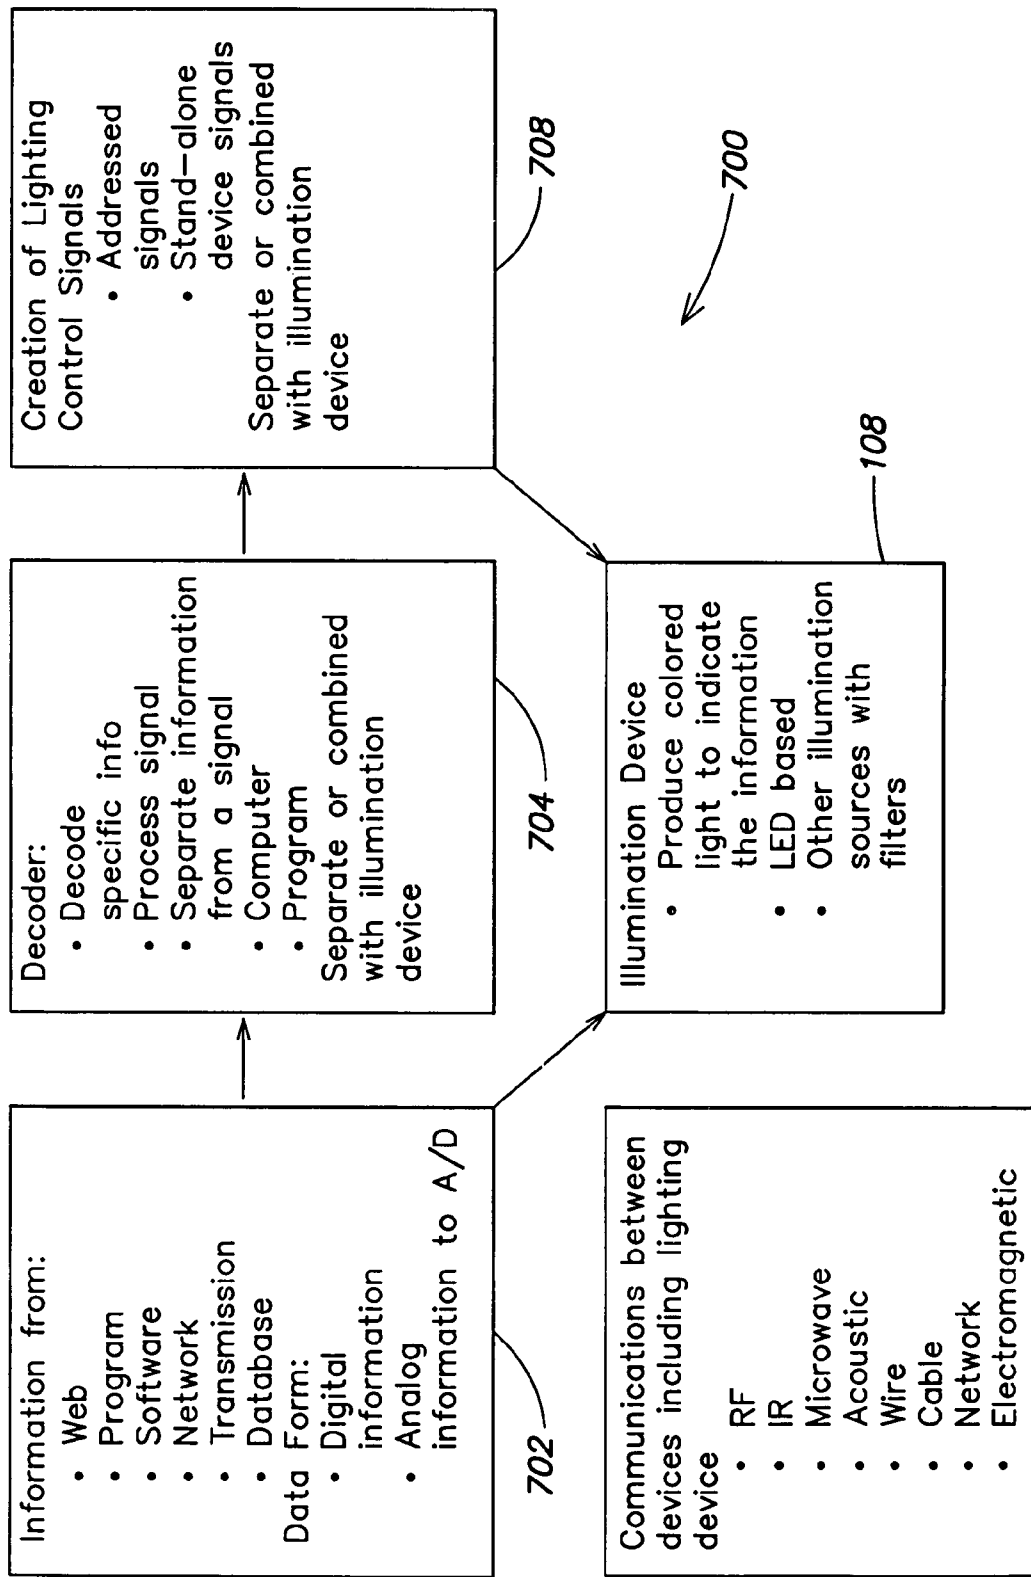 Information from:
• Web
• Program
• Software
• Network
• Transmission
• Database
Data Form:
• Digital
information
• Analog
information to A/D
702
Decoder:
• Decode
specific info
• Process signal
• Separate information
from a signal
• Computer
• Program
Separate or combined
with illumination
device
704
Creation of Lighting
Control Signals
• Addressed
signals
• Stand-alone
device signals
Separate or combined
with illumination
device
708
Communications between
devices including lighting
device
• RF
• IR
• Microwave
• Acoustic
• Wire
• Cable
• Network
• Electromagnetic
Illumination Device
• Produce colored
light to indicate
the information
• LED based
• Other illumination
sources with
filters
108
700